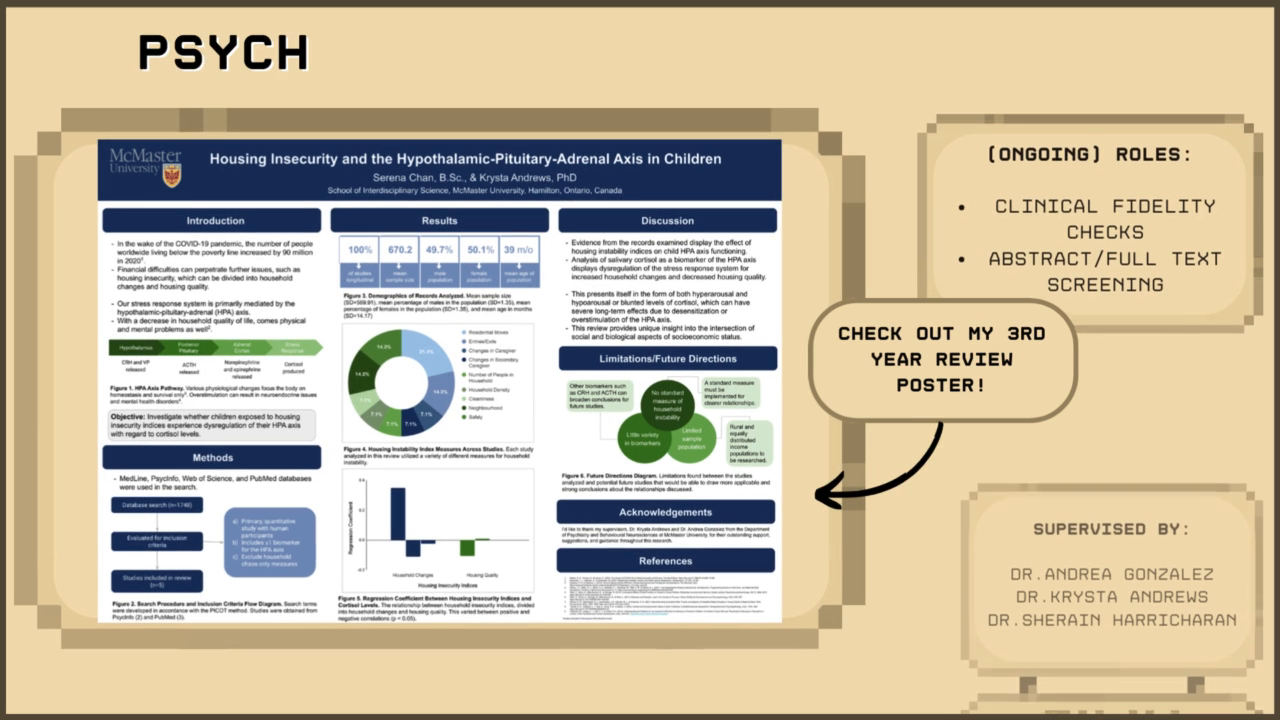 PSYCH
McMaster
University
Housing Insecurity and the Hypothalamic-Pituitary-Adrenal Axis in Children
Serena Chan, B.Sc., & Krysta Andrews, PhD
School of Interdisciplinary Science, McMaster University, Hamilton, Ontario, Canada
Introduction
- In the wake of the COVID-19 pandemic, the number of people
worldwide living below the poverty line increased by 90 million
in 2020¹.
- Financial difficulties can perpetrate further issues, such as
housing insecurity, which can be divided into household
changes and housing quality.
- Our stress response system is primarily mediated by the
hypothalamic-pituitary-adrenal (HPA) axis.
- With a decrease in household quality of life, comes physical
and mental problems as well².
Hypothalamus
Posterior
Pituitary
Adrenal
Cortex
Stress
Response
CRH and VP
released
ACTH
released
Norepinephrine
and epinephrine
released
Cortisol
produced
Figure 1. HPA Axis Pathway. Various physiological changes focus the body on
homeostasis and survival only³. Overstimulation can result in neuroendocrine issues
and mental health disorders⁴.
Objective: Investigate whether children exposed to housing
insecurity indices experience dysregulation of their HPA axis
with regard to cortisol levels.
Methods
- MedLine, PsycInfo, Web of Science, and PubMed databases
were used in the search.
Database search (n=1746)
Evaluated for inclusion
criteria
Studies included in review
(n=5)
a) Primary, quantitative
study with human
participants
b) Includes ≥1 biomarker
for the HPA axis
c) Exclude household
chaos-only measures
Figure 2. Search Procedure and Inclusion Criteria Flow Diagram. Search terms
were developed in accordance with the PICOT method. Studies were obtained from
PsycInfo (2) and PubMed (3).
Results
100%
of studies
longitudinal
670.2
mean
sample size
49.7%
male
population
50.1%
female
population
39 m/o
mean age of
population
Figure 3. Demographics of Records Analyzed. Mean sample size
(SD=569.91), mean percentage of males in the population (SD=1.35), mean
percentage of females in the population (SD=1.38), and mean age in months
(SD=14.17)
21.4%
14.3%
7.1%
7.1%
7.1%
7.1%
7.1%
14.3%
14.3%
Residential Moves
Entries/Exits
Changes in Caregiver
Changes in Secondary
Caregiver
Number of People in
Household
Household Density
Cleanliness
Neighbourhood
Safety
Figure 4. Housing Instability Index Measures Across Studies. Each study
analyzed in this review utilized a variety of different measures for household
instability.
Regression Coefficient
Household Changes
Housing Quality
Housing Insecurity Indices
Figure 5. Regression Coefficient Between Housing Insecurity Indices and
Cortisol Levels. The relationship between household insecurity indices, divided
into household changes and housing quality. This varied between positive and
negative correlations (p < 0.05).
Discussion
- Evidence from the records examined display the effect of
housing instability indices on child HPA axis functioning.
- Analysis of salivary cortisol as a biomarker of the HPA axis
displays dysregulation of the stress response system for
increased household changes and decreased housing quality.
- This presents itself in the form of both hyperarousal and
hypoarousal or blunted levels of cortisol, which can have
severe long-term effects due to desensitization or
overstimulation of the HPA axis.
- This review provides unique insight into the intersection of
social and biological aspects of socioeconomic status.
Limitations/Future Directions
Other biomarkers such
as CRH and ACTH can
broaden conclusions for
future studies.
No standard
measure of
household
instability
A standard measure
must be
implemented for
clearer relationships.
Little variety
in biomarkers
Limited
sample
population
Rural and
equally
distributed
income
populations to
be researched.
Figure 6. Future Directions Diagram. Limitations found between the studies
analyzed and potential future studies that would be able to draw more applicable and
strong conclusions about the relationships discussed.
Acknowledgements
I'd like to thank my supervisors, Dr. Krysta Andrews and Dr. Andrea Gonzalez from the Department
of Psychiatry and Behavioural Neurosciences at McMaster University, for their outstanding support,
suggestions, and guidance throughout this research.
References
(ONGOING) ROLES:
• CLINICAL FIDELITY
CHECKS
• ABSTRACT/FULL TEXT
SCREENING
CHECK OUT MY 3RD
YEAR REVIEW
POSTER!
SUPERVISED BY:
DR.ANDREA GONZALEZ
DR.KRYSTA ANDREWS
DR.SHERAIN HARRICHARAN